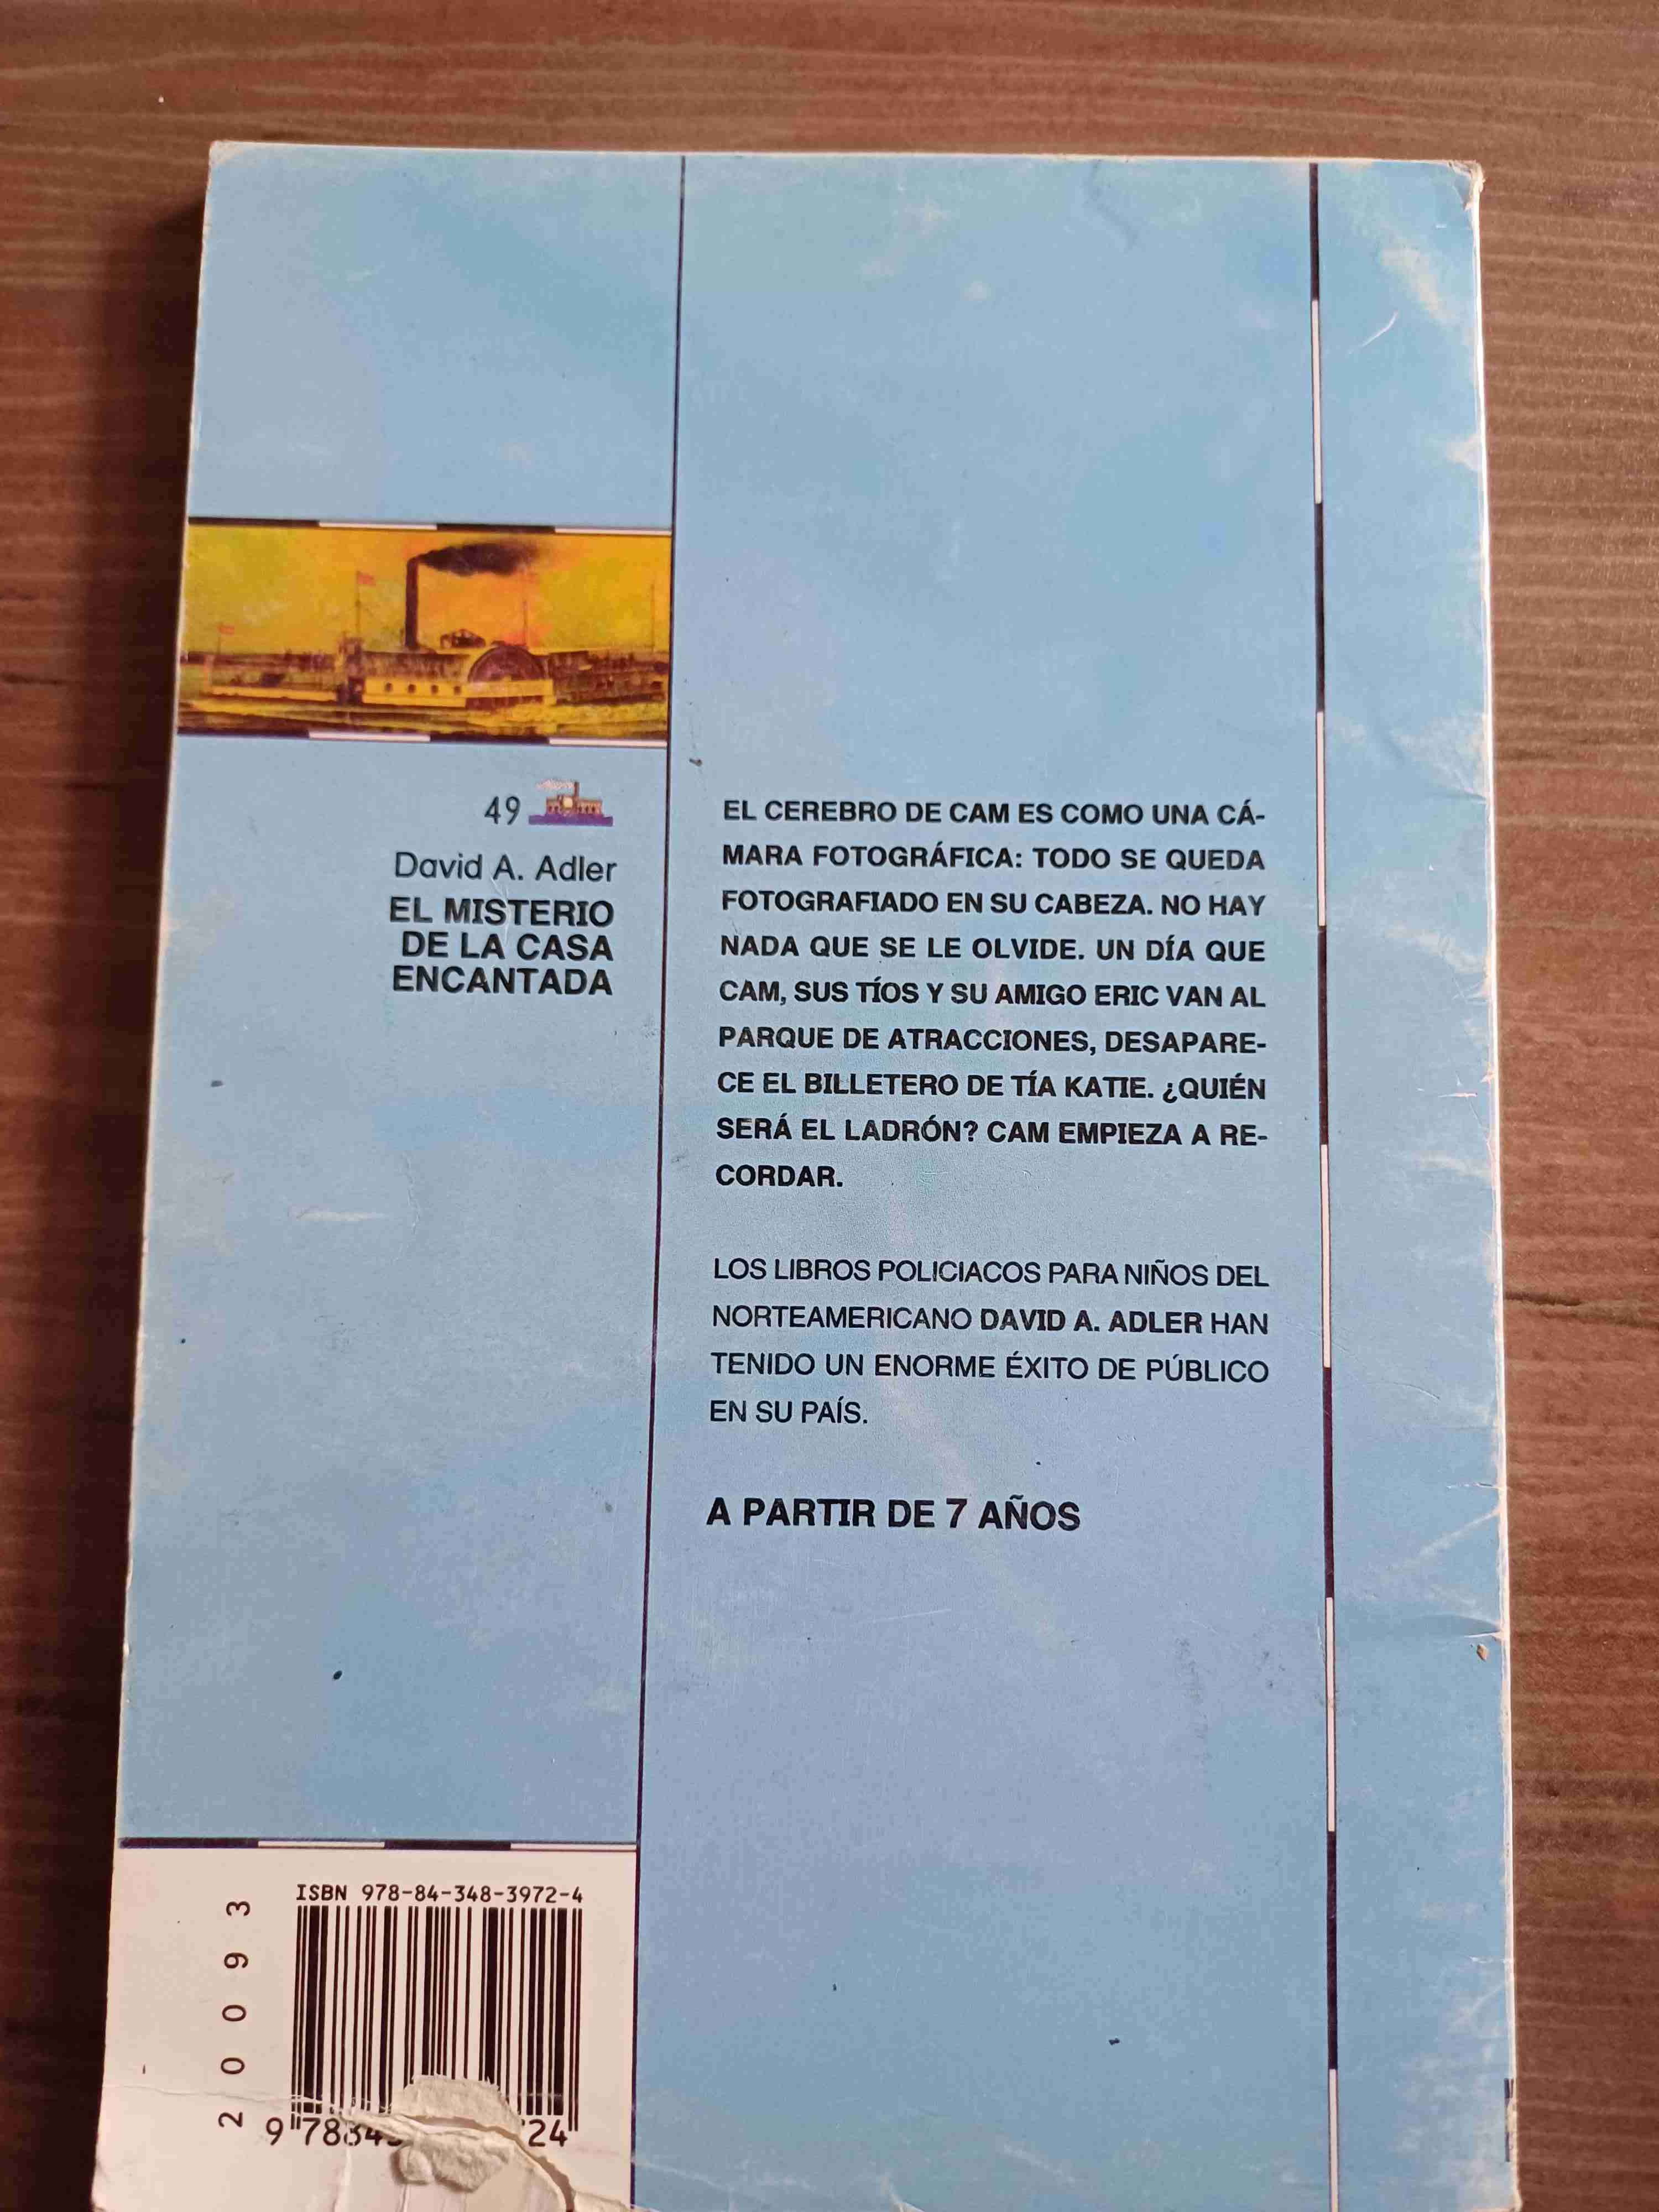 49
David A. Adler
EL MISTERIO
DE LA CASA
ENCANTADA
EL CEREBRO DE CAM ES COMO UNA CÁ-
MARA FOTOGRÁFICA: TODO SE QUEDA
FOTOGRAFIADO EN SU CABEZA. NO HAY
NADA QUE SE LE OLVIDE. UN DÍA QUE
CAM, SUS TÍOS Y SU AMIGO ERIC VAN AL
PARQUE DE ATRACCIONES, DESAPARE-
CE EL BILLETERO DE TÍA KATIE. ¿QUIÉN
SERÁ EL LADRÓN? CAM EMPIEZA A RE-
CORDAR.
LOS LIBROS POLICIACOS PARA NIÑOS DEL
NORTEAMERICANO DAVID A. ADLER HAN
TENIDO UN ENORME ÉXITO DE PÚBLICO
EN SU PAÍS.
A PARTIR DE 7 AÑOS
ISBN 978-84-348-3972-4
20093